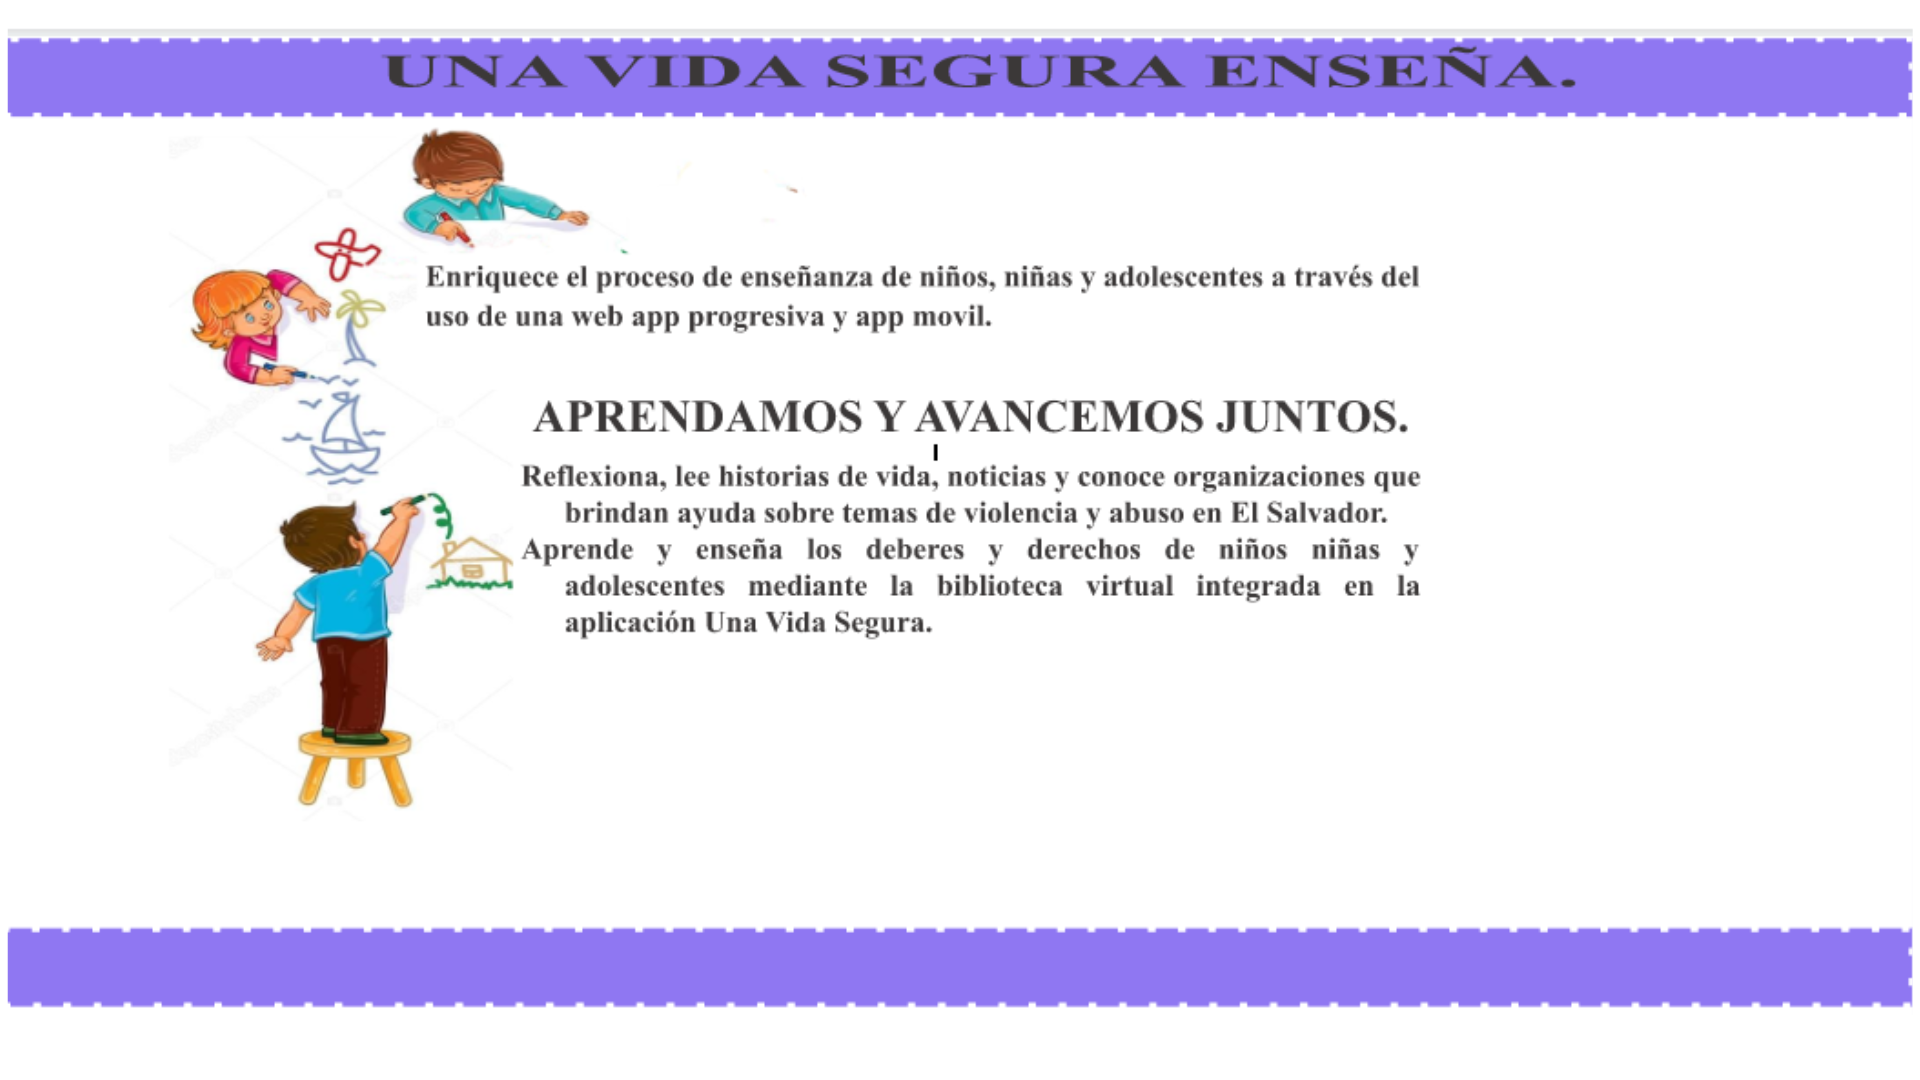 UNA VIDA SEGURA ENSEÑA.
Enriquece el proceso de enseñanza de niños, niñas y adolescentes a través del
uso de una web app progresiva y app movil.
APRENDAMOS Y AVANCEMOS JUNTOS.
Reflexiona, lee historias de vida, noticias y conoce organizaciones que
brindan ayuda sobre temas de violencia y abuso en El Salvador.
Aprende y enseña los deberes y derechos de niños niñas y
adolescentes mediante la biblioteca virtual integrada en la
aplicación Una Vida Segura.